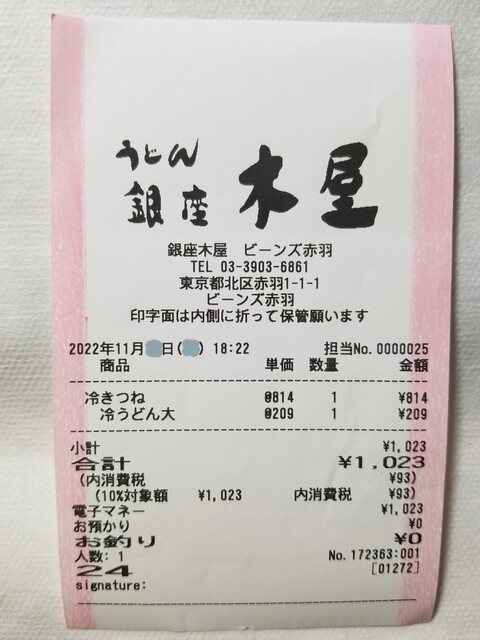 うどん
銀座 木屋
銀座木屋 ビーンズ赤羽
TEL 03-3903-6861
東京都北区赤羽1-1-1
ビーンズ赤羽
印字面は内側に折って保管願います
2022年11月 日( ) 18:22 担当No.0000025
商品 単価 数量 金額
冷きつね @814 1 ¥814
冷うどん大 @209 1 ¥209
小計 ¥1,023
合計 ¥1,023
(内消費税 ¥93)
(10%対象額 ¥1,023 内消費税 ¥93)
電子マネー ¥1,023
お預かり ¥0
お釣り ¥0
人数: 1 No.172363:001
24 [01272]
signature: